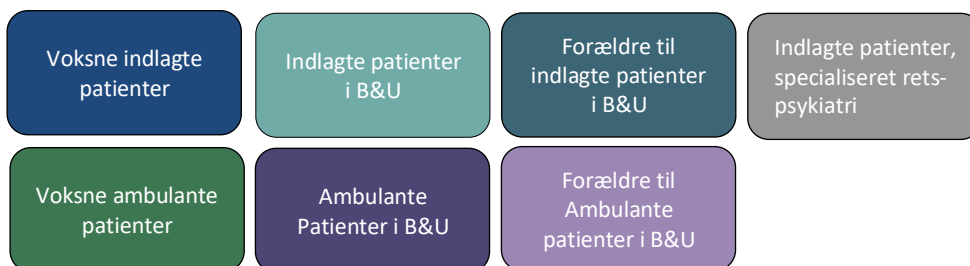 Voksne indlagte
patienter
Indlagte patienter
i B&U
Forældre til
indlagte patienter
i B&U
Indlagte patienter,
specialiseret rets-
psykiatri
Voksne ambulante
patienter
Ambulante
Patienter i B&U
Forældre til
Ambulante
patienter i B&U